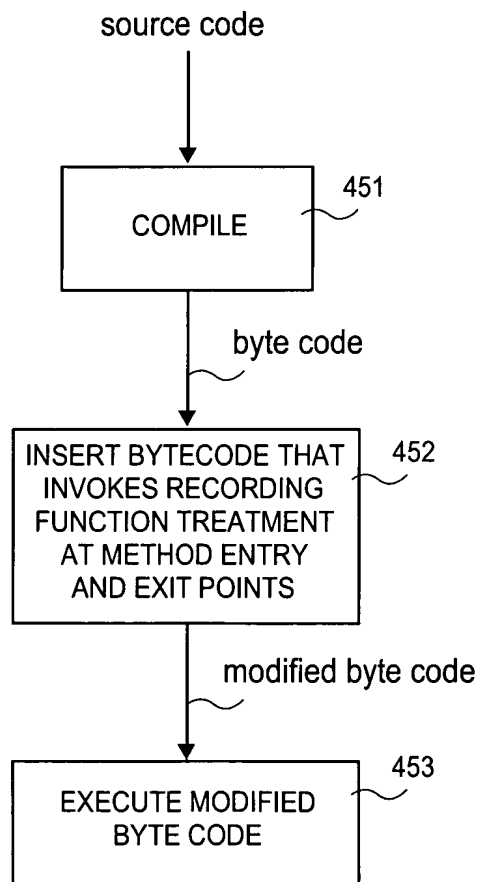 source code
COMPILE
451
byte code
INSERT BYTECODE THAT
INVOKES RECORDING
FUNCTION TREATMENT
AT METHOD ENTRY
AND EXIT POINTS
452
modified byte code
EXECUTE MODIFIED
BYTE CODE
453